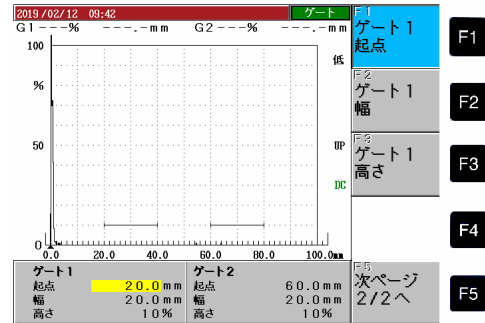 2019/02/12 09:42 ゲート
G1---% ---.-mm G2---% ---.-mm
100
%
50
0
低
UP
DC
0.0 20.0 40.0 60.0 80.0 100.0mm
ゲート1
起点 20.0mm
幅 20.0mm
高さ 10%
ゲート2
60.0mm
20.0mm
10%
起点
幅
高さ
F1
ゲート1
起点
F2
ゲート1
幅
F3
ゲート1
高さ
F5
次ページ
2/2へ
F1
F2
F3
F4
F5